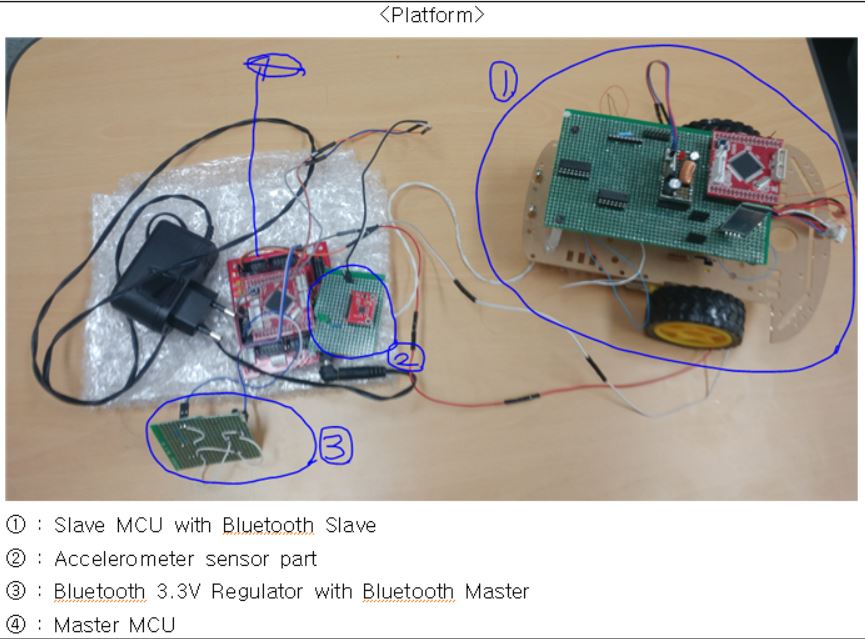 <Platform>
4
①
②
③
① : Slave MCU with Bluetooth Slave
② : Accelerometer sensor part
③ : Bluetooth 3.3V Regulator with Bluetooth Master
④ : Master MCU